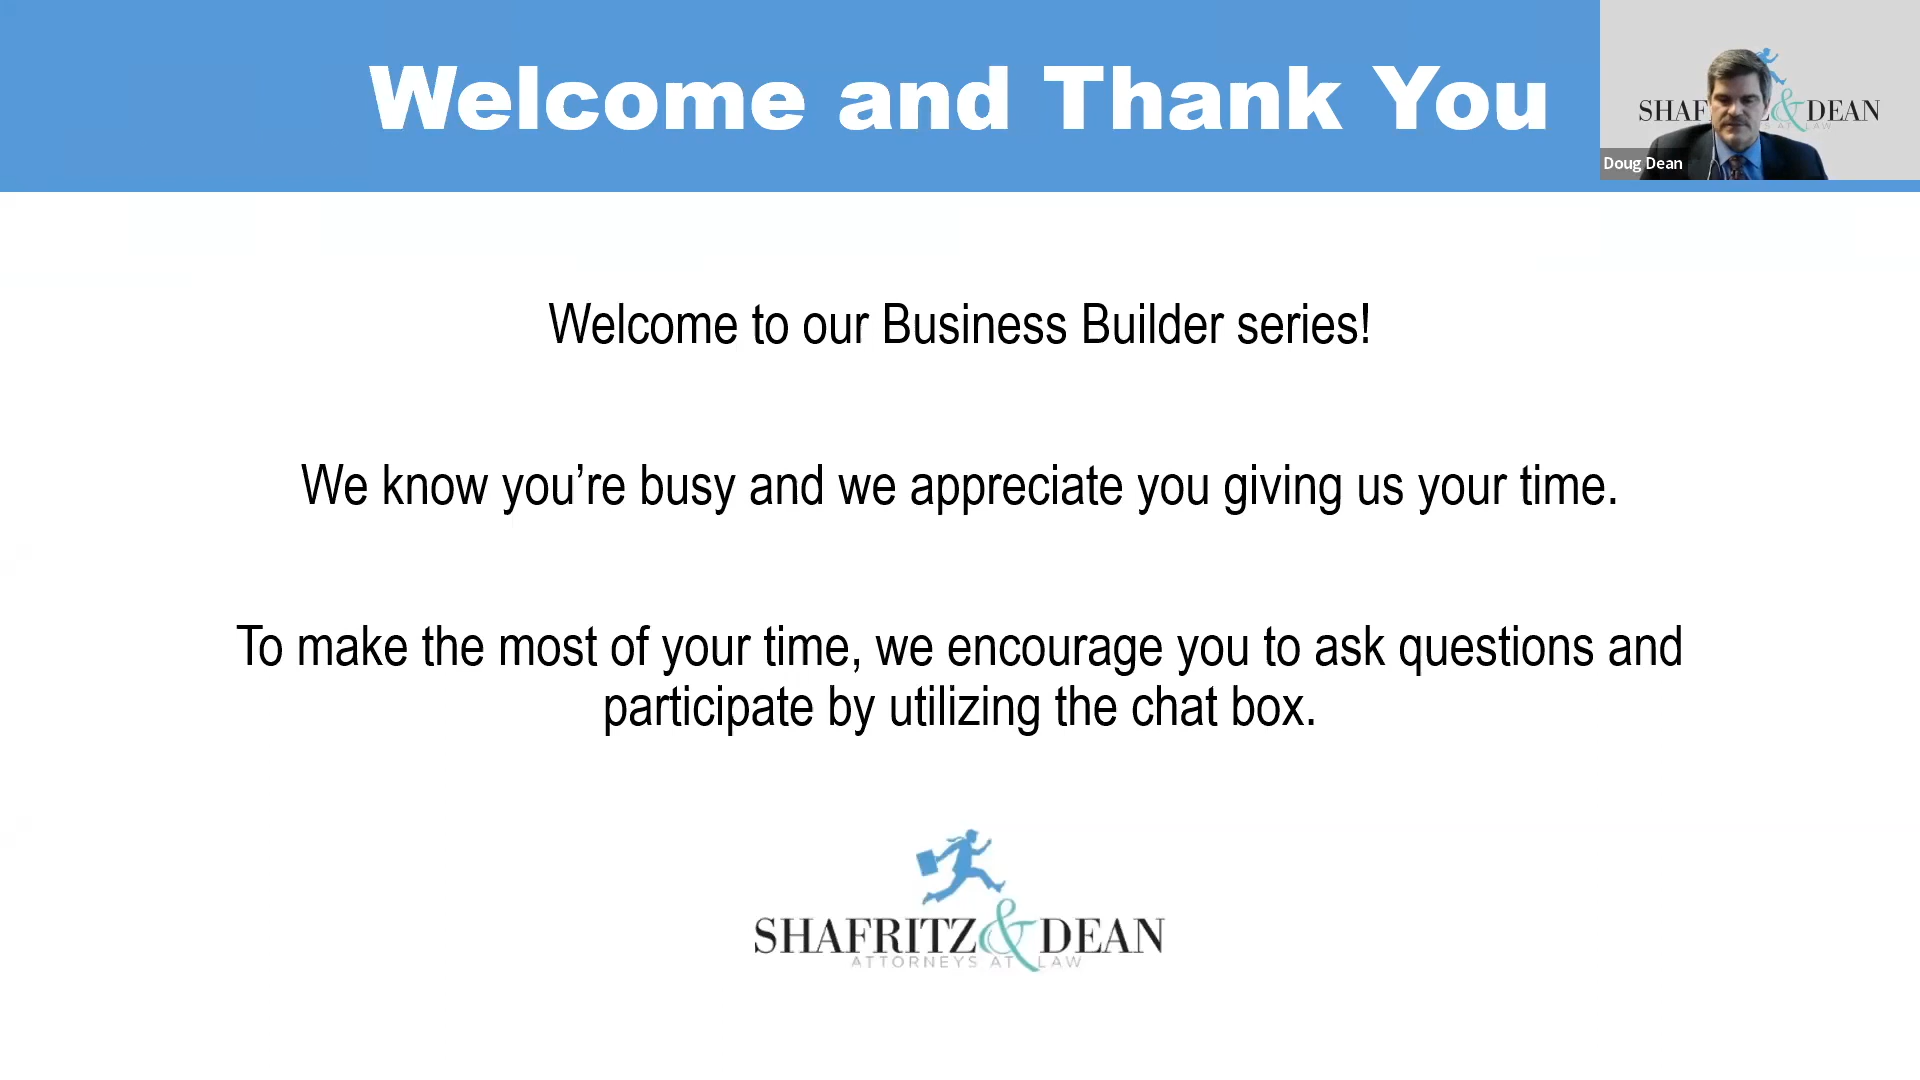 Welcome and Thank You
SHAF & DEAN
Doug Dean
Welcome to our Business Builder series!
We know you’re busy and we appreciate you giving us your time.
To make the most of your time, we encourage you to ask questions and
participate by utilizing the chat box.
SHAFRITZ & DEAN
ATTORNEYS AT LAW